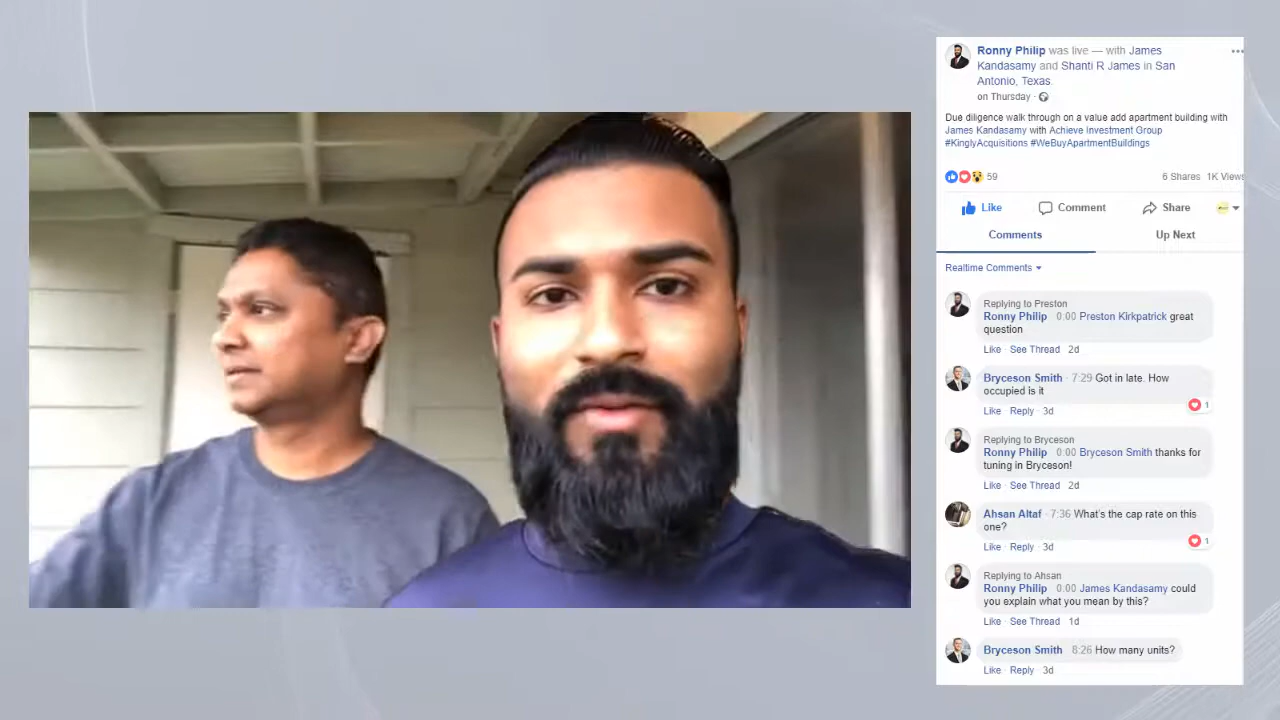 Ronny Philip was live — with James
Kandasamy and Shanti R James in San
Antonio, Texas.
on Thursday ·
Due diligence walk through on a value add apartment building with
James Kandasamy with Achieve Investment Group
#KinglyAcquisitions #WeBuyApartmentBuildings
59
6 Shares 1K Views
Like Comment Share
Comments Up Next
Realtime Comments
Replying to Preston
Ronny Philip 0:00 Preston Kirkpatrick great
question
Like · See Thread 2d
Bryceson Smith · 7:29 Got in late. How
occupied is it
1
Like · Reply · 3d
Replying to Bryceson
Ronny Philip 0:00 Bryceson Smith thanks for
tuning in Bryceson!
Like · See Thread 2d
Ahsan Altaf · 7:36 What's the cap rate on this
one?
1
Like · Reply · 3d
Replying to Ahsan
Ronny Philip 0:00 James Kandasamy could
you explain what you mean by this?
Like · See Thread 1d
Bryceson Smith 8:26 How many units?
Like · Reply · 3d